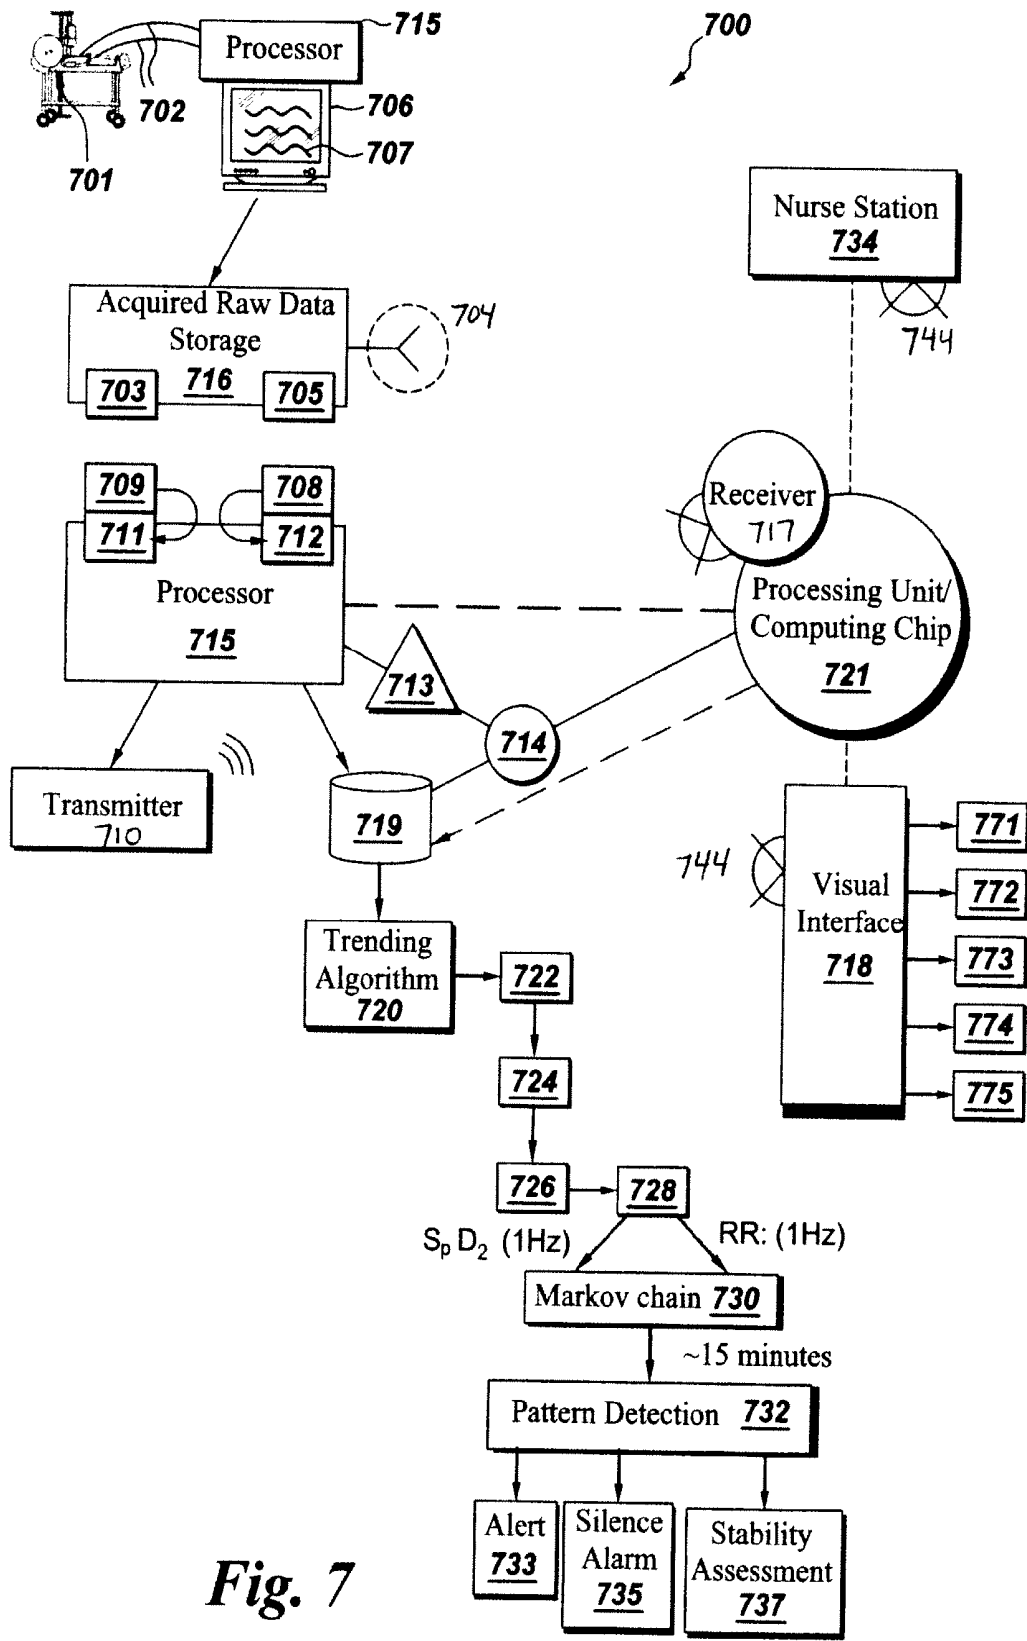 715
700
Processor
702
706
707
701
Nurse Station
734
744
Acquired Raw Data
Storage
716
704
703
705
709
708
711
712
Receiver
717
Processor
715
Processing Unit/
Computing Chip
721
713
714
Transmitter
710
719
744
Visual
Interface
718
771
772
773
774
775
Trending
Algorithm
720
722
724
726
728
Sp D2 (1Hz)
RR: (1Hz)
Markov chain 730
~15 minutes
Pattern Detection 732
Alert
733
Silence
Alarm
735
Stability
Assessment
737
Fig. 7